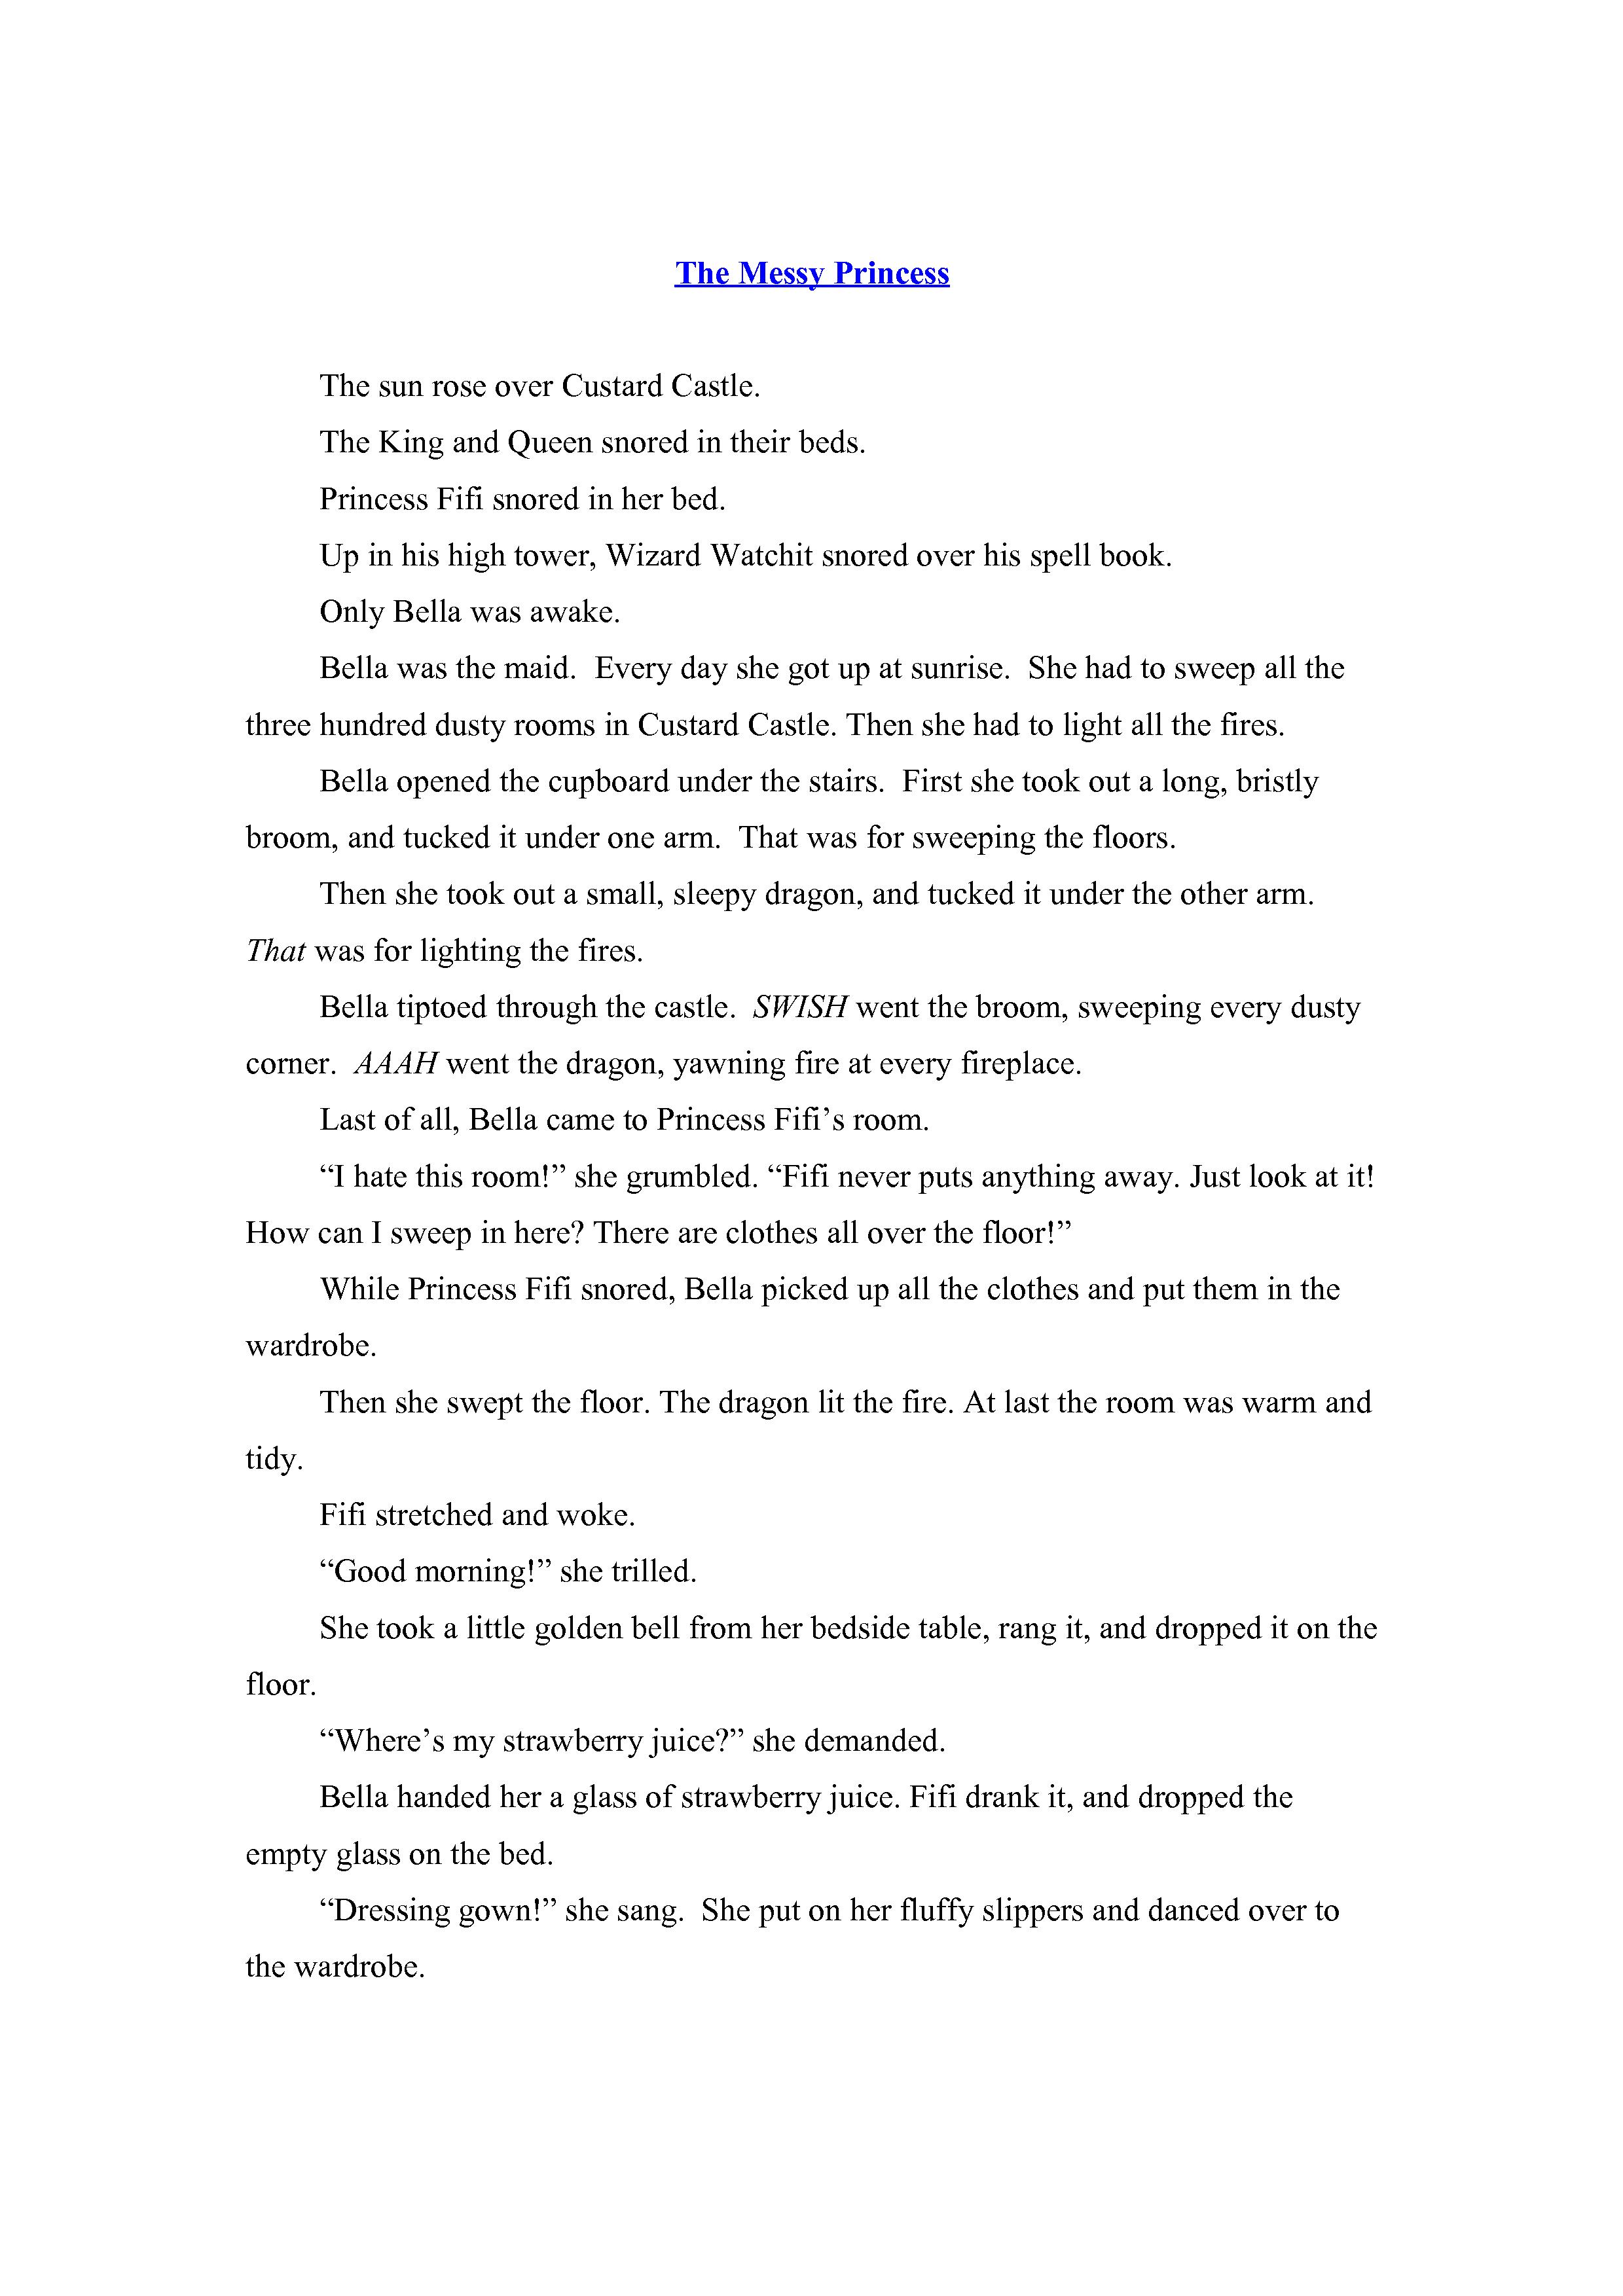 The Messy Princess
The sun rose over Custard Castle.
The King and Queen snored in their beds.
Princess Fifi snored in her bed.
Up in his high tower, Wizard Watchit snored over his spell book.
Only Bella was awake.
Bella was the maid.  Every day she got up at sunrise.  She had to sweep all the
three hundred dusty rooms in Custard Castle. Then she had to light all the fires.
Bella opened the cupboard under the stairs.  First she took out a long, bristly
broom, and tucked it under one arm.  That was for sweeping the floors.
Then she took out a small, sleepy dragon, and tucked it under the other arm.
That was for lighting the fires.
Bella tiptoed through the castle.  SWISH went the broom, sweeping every dusty
corner.  AAAH went the dragon, yawning fire at every fireplace.
Last of all, Bella came to Princess Fifi’s room.
“I hate this room!” she grumbled. “Fifi never puts anything away. Just look at it!
How can I sweep in here? There are clothes all over the floor!”
While Princess Fifi snored, Bella picked up all the clothes and put them in the
wardrobe.
Then she swept the floor. The dragon lit the fire. At last the room was warm and
tidy.
Fifi stretched and woke.
“Good morning!” she trilled.
She took a little golden bell from her bedside table, rang it, and dropped it on the
floor.
“Where’s my strawberry juice?” she demanded.
Bella handed her a glass of strawberry juice. Fifi drank it, and dropped the
empty glass on the bed.
“Dressing gown!” she sang.  She put on her fluffy slippers and danced over to
the wardrobe.